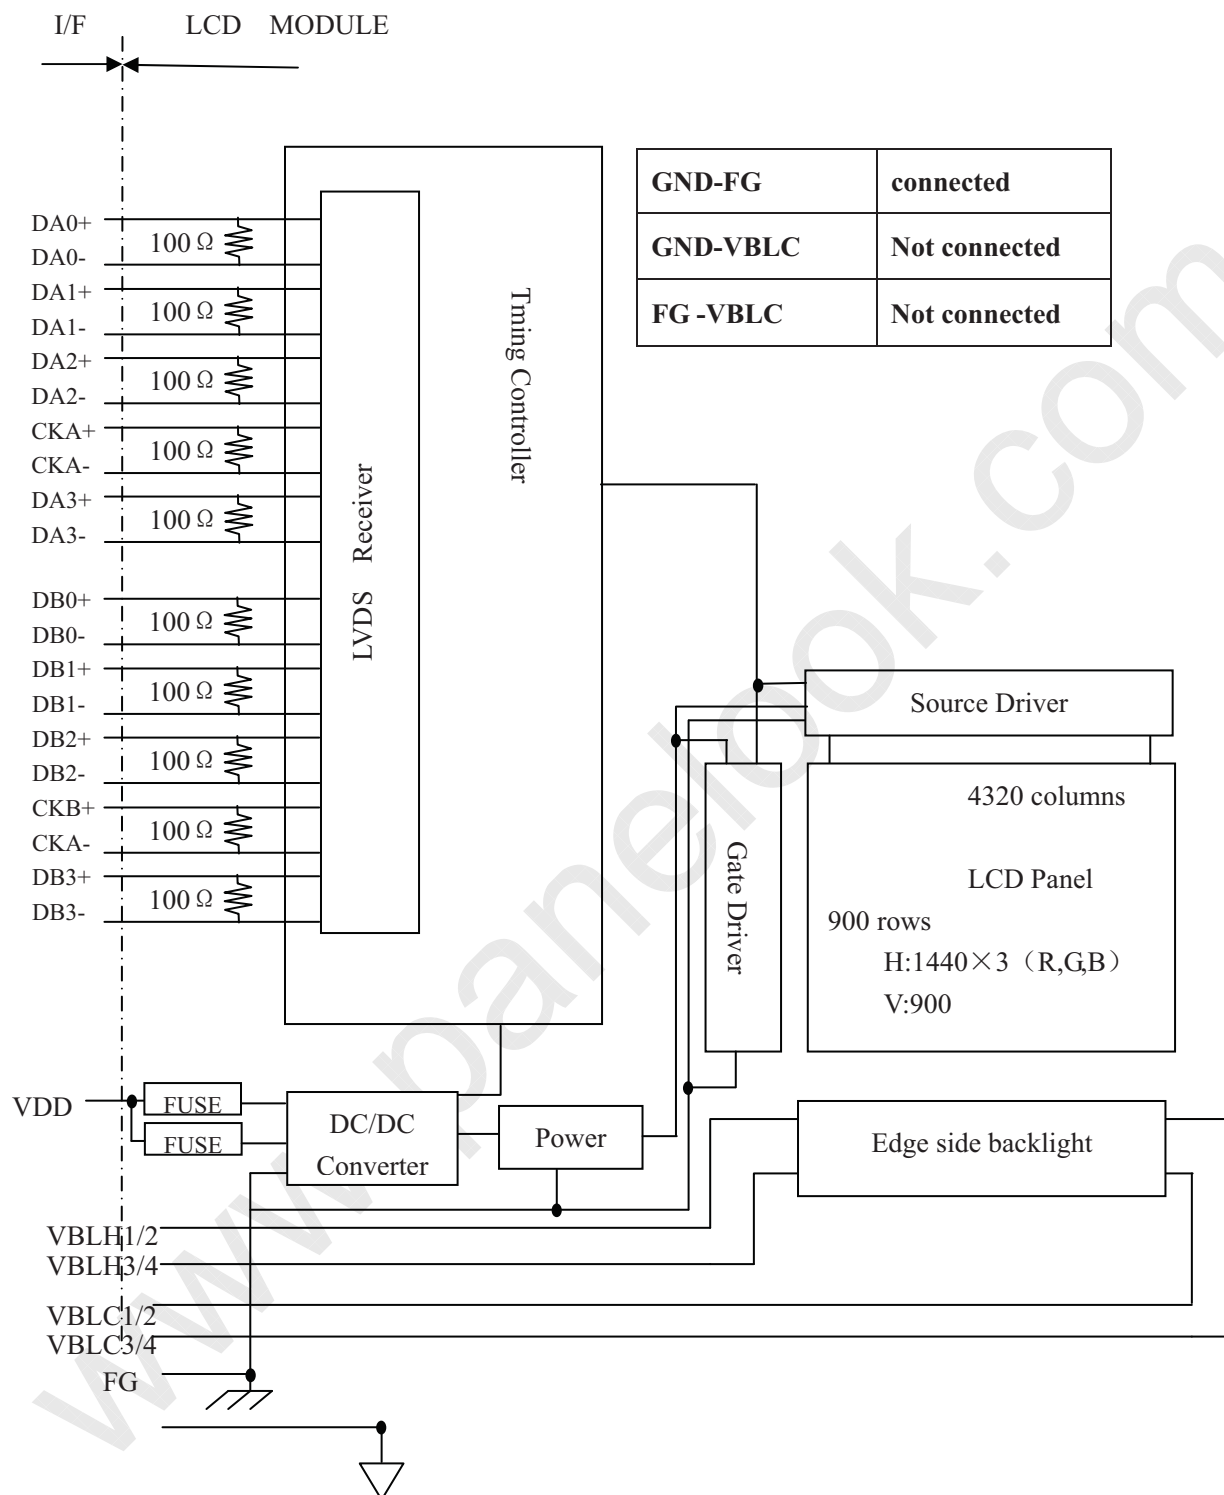 I/F LCD MODULE
GND-FG connected
GND-VBLC Not connected
FG -VBLC Not connected
DA0+
100 Ω
DA0-
DA1+
100 Ω
DA1-
DA2+
100 Ω
DA2-
CKA+
100 Ω
CKA-
DA3+
100 Ω
DA3-
DB0+
100 Ω
DB0-
DB1+
100 Ω
DB1-
DB2+
100 Ω
DB2-
CKB+
100 Ω
CKA-
DB3+
100 Ω
DB3-
LVDS Receiver
Tming Controller
Source Driver
4320 columns
LCD Panel
900 rows
H:1440×3（R,G,B）
V:900
Gate Driver
VDD
FUSE
FUSE
DC/DC
Converter
Power
Edge side backlight
VBLH1/2
VBLH3/4
VBLC1/2
VBLC3/4
FG
www.panelook.com